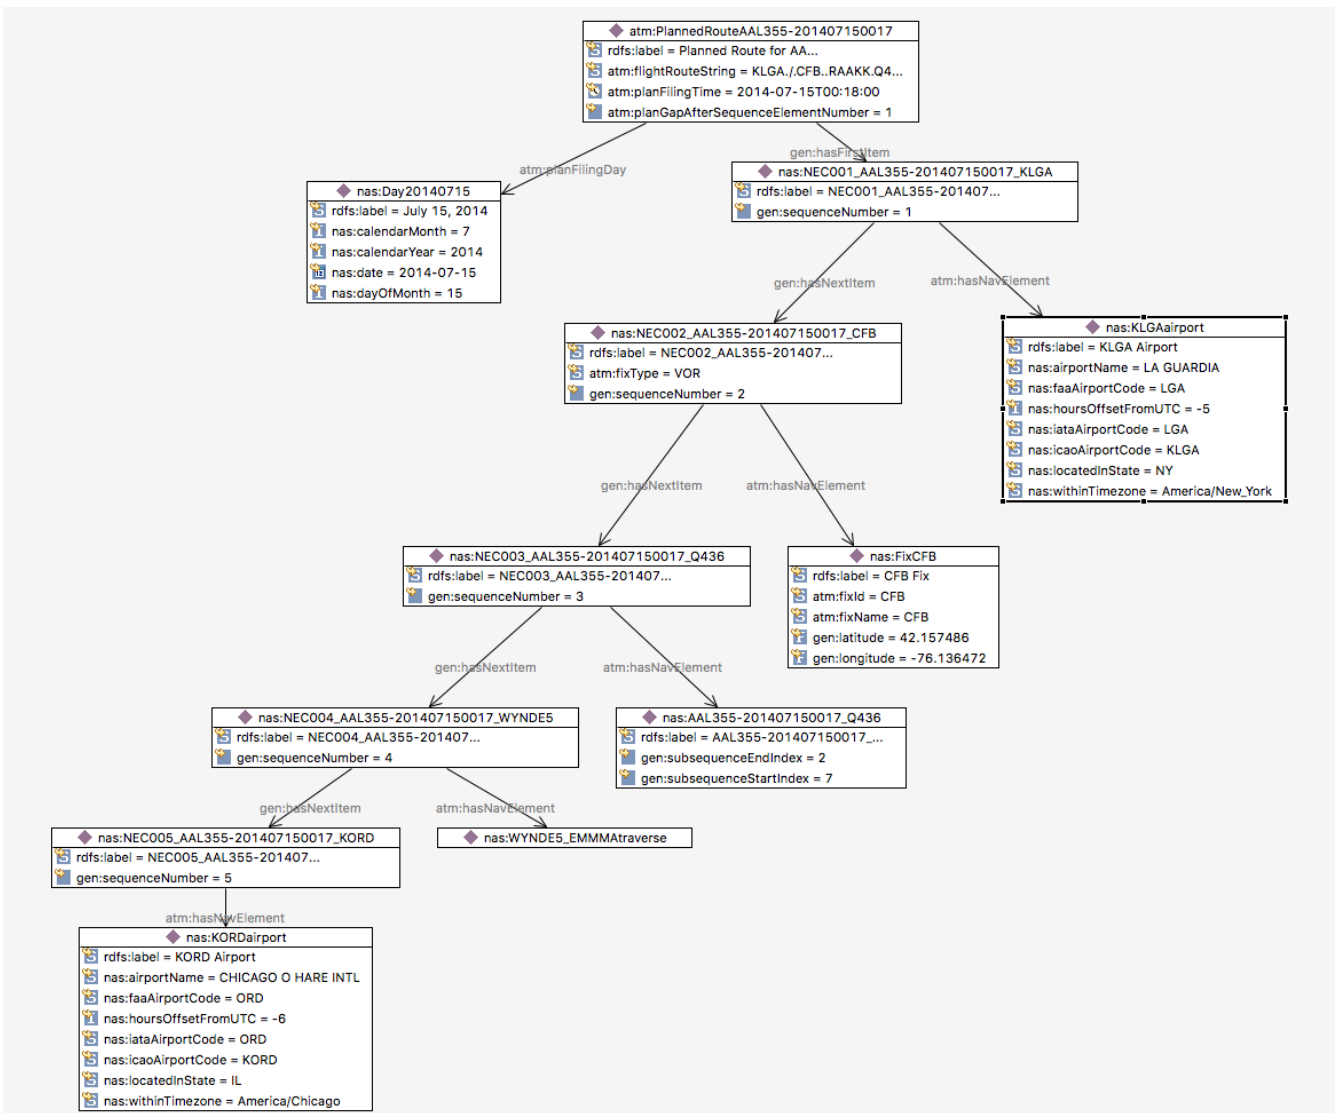 atm:PlannedRouteAAL355-201407150017
rdfs:label = Planned Route for AA...
atm:flightRouteString = KLGA./.CFB..RAAKK.Q4...
atm:planFilingTime = 2014-07-15T00:18:00
atm:planGapAfterSequenceElementNumber = 1
atm:planFilingDay
gen:hasFirstItem
nas:Day20140715
rdfs:label = July 15, 2014
nas:calendarMonth = 7
nas:calendarYear = 2014
nas:date = 2014-07-15
nas:dayOfMonth = 15
nas:NEC001_AAL355-201407150017_KLGA
rdfs:label = NEC001_AAL355-201407...
gen:sequenceNumber = 1
gen:hasNextItem
atm:hasNavElement
nas:NEC002_AAL355-201407150017_CFB
rdfs:label = NEC002_AAL355-201407...
atm:fixType = VOR
gen:sequenceNumber = 2
nas:KLGAairport
rdfs:label = KLGA Airport
nas:airportName = LA GUARDIA
nas:faaAirportCode = LGA
nas:hoursOffsetFromUTC = -5
nas:iataAirportCode = LGA
nas:icaoAirportCode = KLGA
nas:locatedInState = NY
nas:withinTimezone = America/New_York
gen:hasNextItem
atm:hasNavElement
nas:NEC003_AAL355-201407150017_Q436
rdfs:label = NEC003_AAL355-201407...
gen:sequenceNumber = 3
nas:FixCFB
rdfs:label = CFB Fix
atm:fixId = CFB
atm:fixName = CFB
gen:latitude = 42.157486
gen:longitude = -76.136472
gen:hasNextItem
atm:hasNavElement
nas:NEC004_AAL355-201407150017_WYNDE5
rdfs:label = NEC004_AAL355-201407...
gen:sequenceNumber = 4
nas:AAL355-201407150017_Q436
rdfs:label = AAL355-201407150017_...
gen:subsequenceEndIndex = 2
gen:subsequenceStartIndex = 7
gen:hasNextItem
atm:hasNavElement
nas:NEC005_AAL355-201407150017_KORD
rdfs:label = NEC005_AAL355-201407...
gen:sequenceNumber = 5
nas:WYNDE5_EMMMAtraverse
atm:hasNavElement
nas:KORDairport
rdfs:label = KORD Airport
nas:airportName = CHICAGO O HARE INTL
nas:faaAirportCode = ORD
nas:hoursOffsetFromUTC = -6
nas:iataAirportCode = ORD
nas:icaoAirportCode = KORD
nas:locatedInState = IL
nas:withinTimezone = America/Chicago